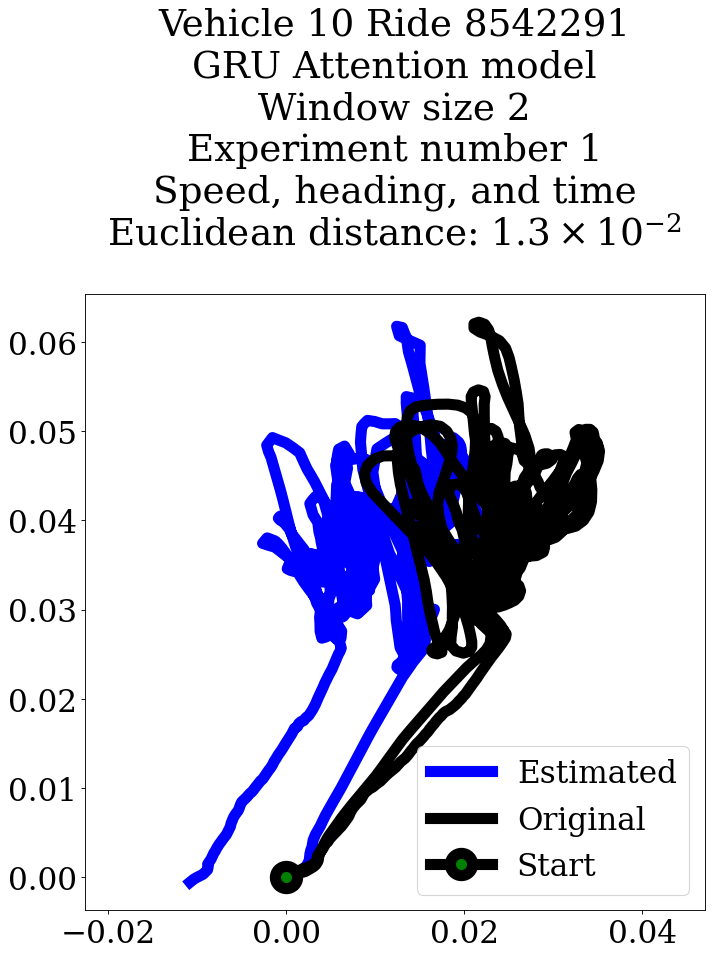 Vehicle 10 Ride 8542291
GRU Attention model
Window size 2
Experiment number 1
Speed, heading, and time
Euclidean distance: 1.3 × 10⁻²
0.06
0.05
0.04
0.03
0.02
0.01
0.00
−0.02 0.00 0.02 0.04
Estimated
Original
Start